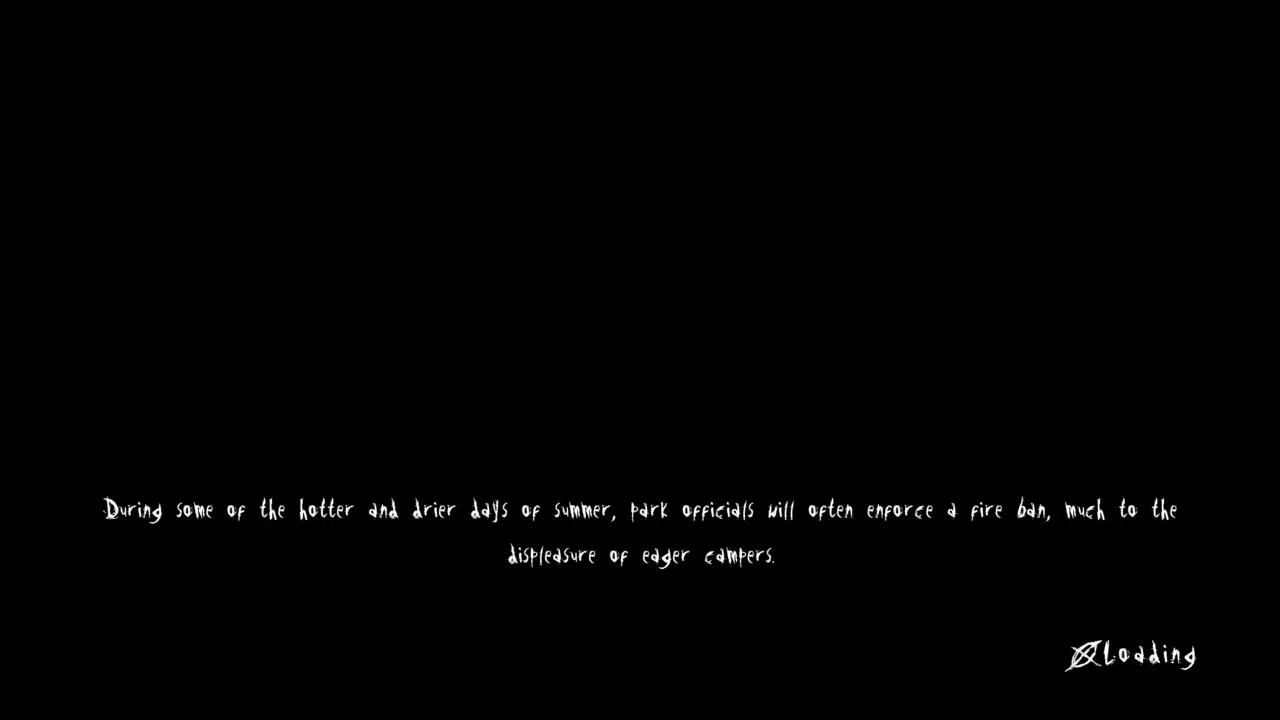 During some of the hotter and drier days of summer, park officials will often enforce a fire ban, much to the
displeasure of eager campers.
Loading